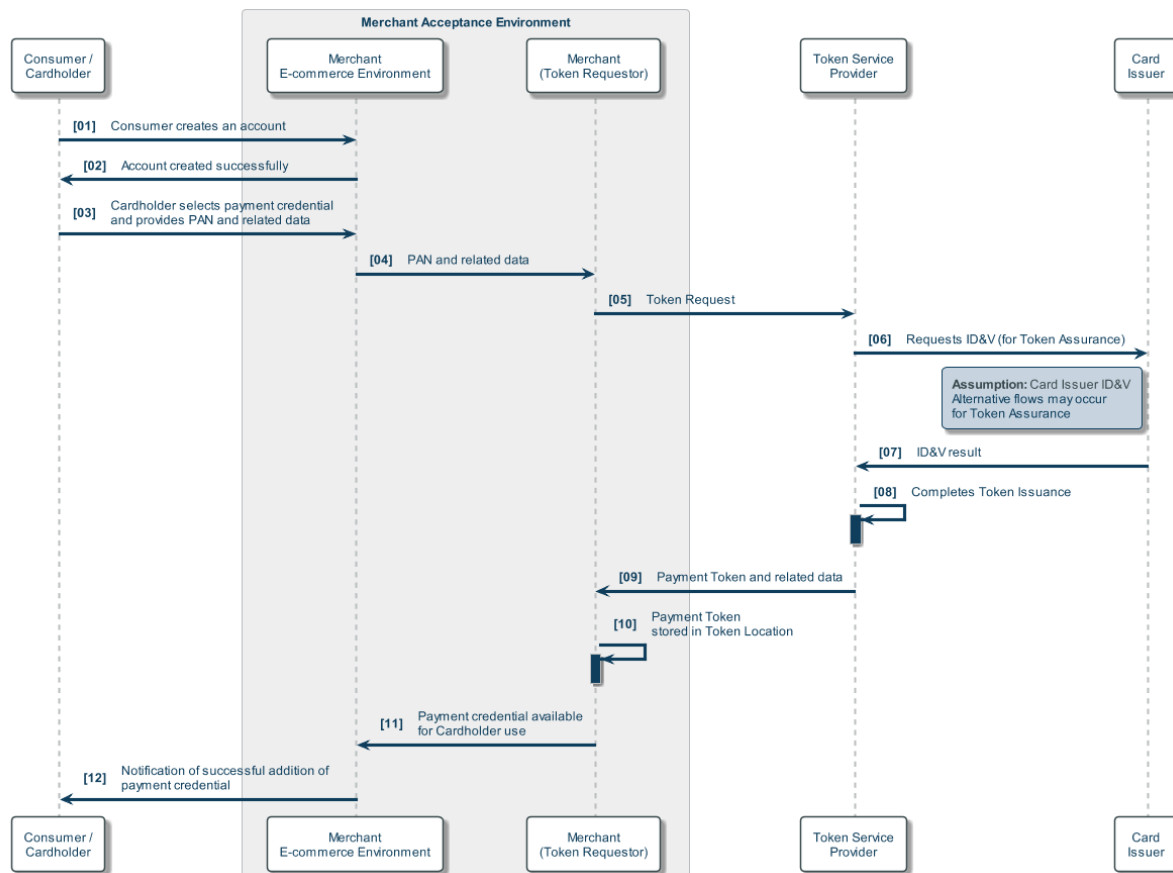 Merchant Acceptance Environment
Consumer /
Cardholder
Merchant
E-commerce Environment
Merchant
(Token Requestor)
Token Service
Provider
Card
Issuer
[01] Consumer creates an account
[02] Account created successfully
[03] Cardholder selects payment credential
and provides PAN and related data
[04] PAN and related data
[05] Token Request
[06] Requests ID&V (for Token Assurance)
Assumption: Card Issuer ID&V
Alternative flows may occur
for Token Assurance
[07] ID&V result
[08] Completes Token Issuance
[09] Payment Token and related data
[10] Payment Token
stored in Token Location
[11] Payment credential available
for Cardholder use
[12] Notification of successful addition of
payment credential
Consumer /
Cardholder
Merchant
E-commerce Environment
Merchant
(Token Requestor)
Token Service
Provider
Card
Issuer